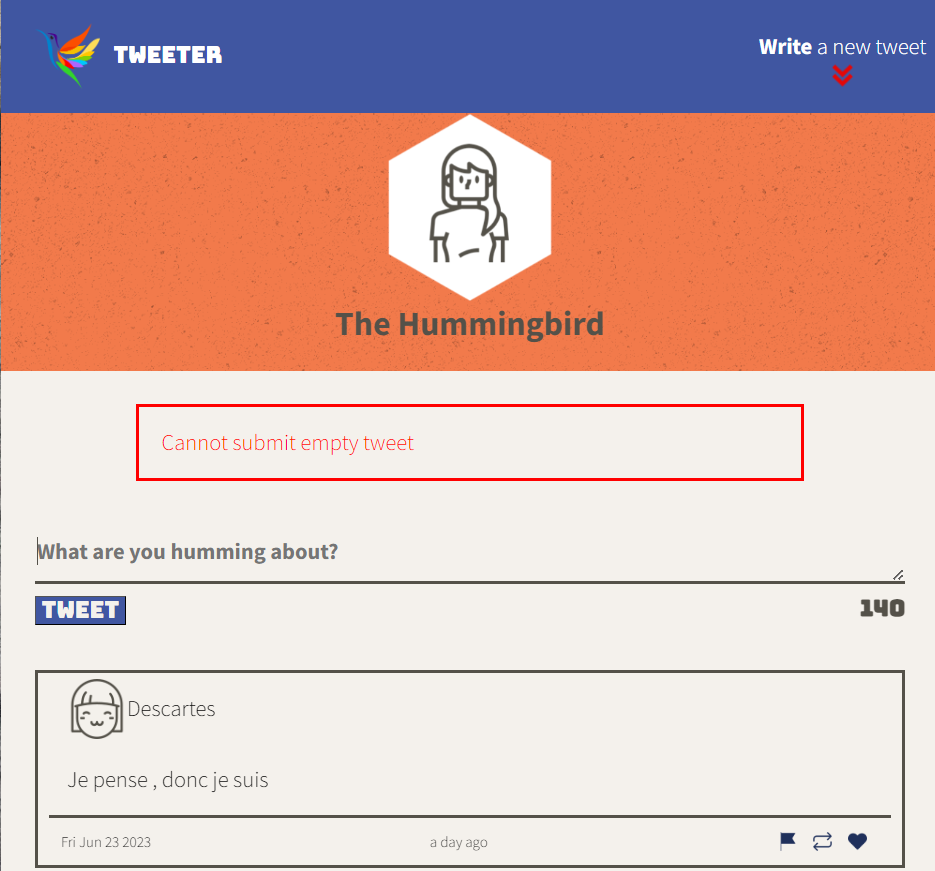 TWEETER
Write a new tweet
The Hummingbird
Cannot submit empty tweet
What are you humming about?
TWEET
140
Descartes
Je pense , donc je suis
Fri Jun 23 2023
a day ago